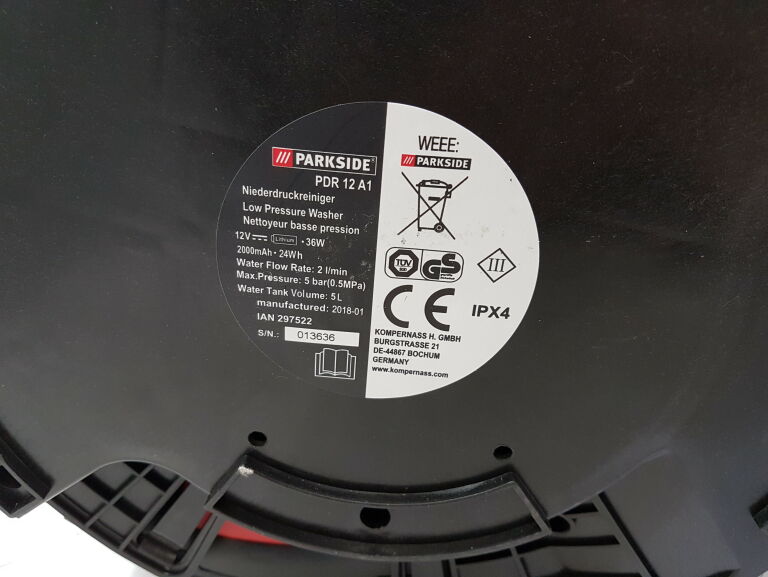 /// PARKSIDE®
PDR 12 A1
Niederdruckreiniger
Low Pressure Washer
Nettoyeur basse pression
12V⎓ Lithium • 36W
2000mAh • 24Wh
Water Flow Rate: 2 l/min
Max.Pressure: 5 bar(0.5MPa)
Water Tank Volume: 5 L
manufactured: 2018-01
IAN 297522
S/N.: 013636
WEEE:
/// PARKSIDE
TÜV
SÜD
GS
III
CE
IPX4
KOMPERNASS H. GMBH
BURGSTRASSE 21
DE-44867 BOCHUM
GERMANY
www.kompernass.com